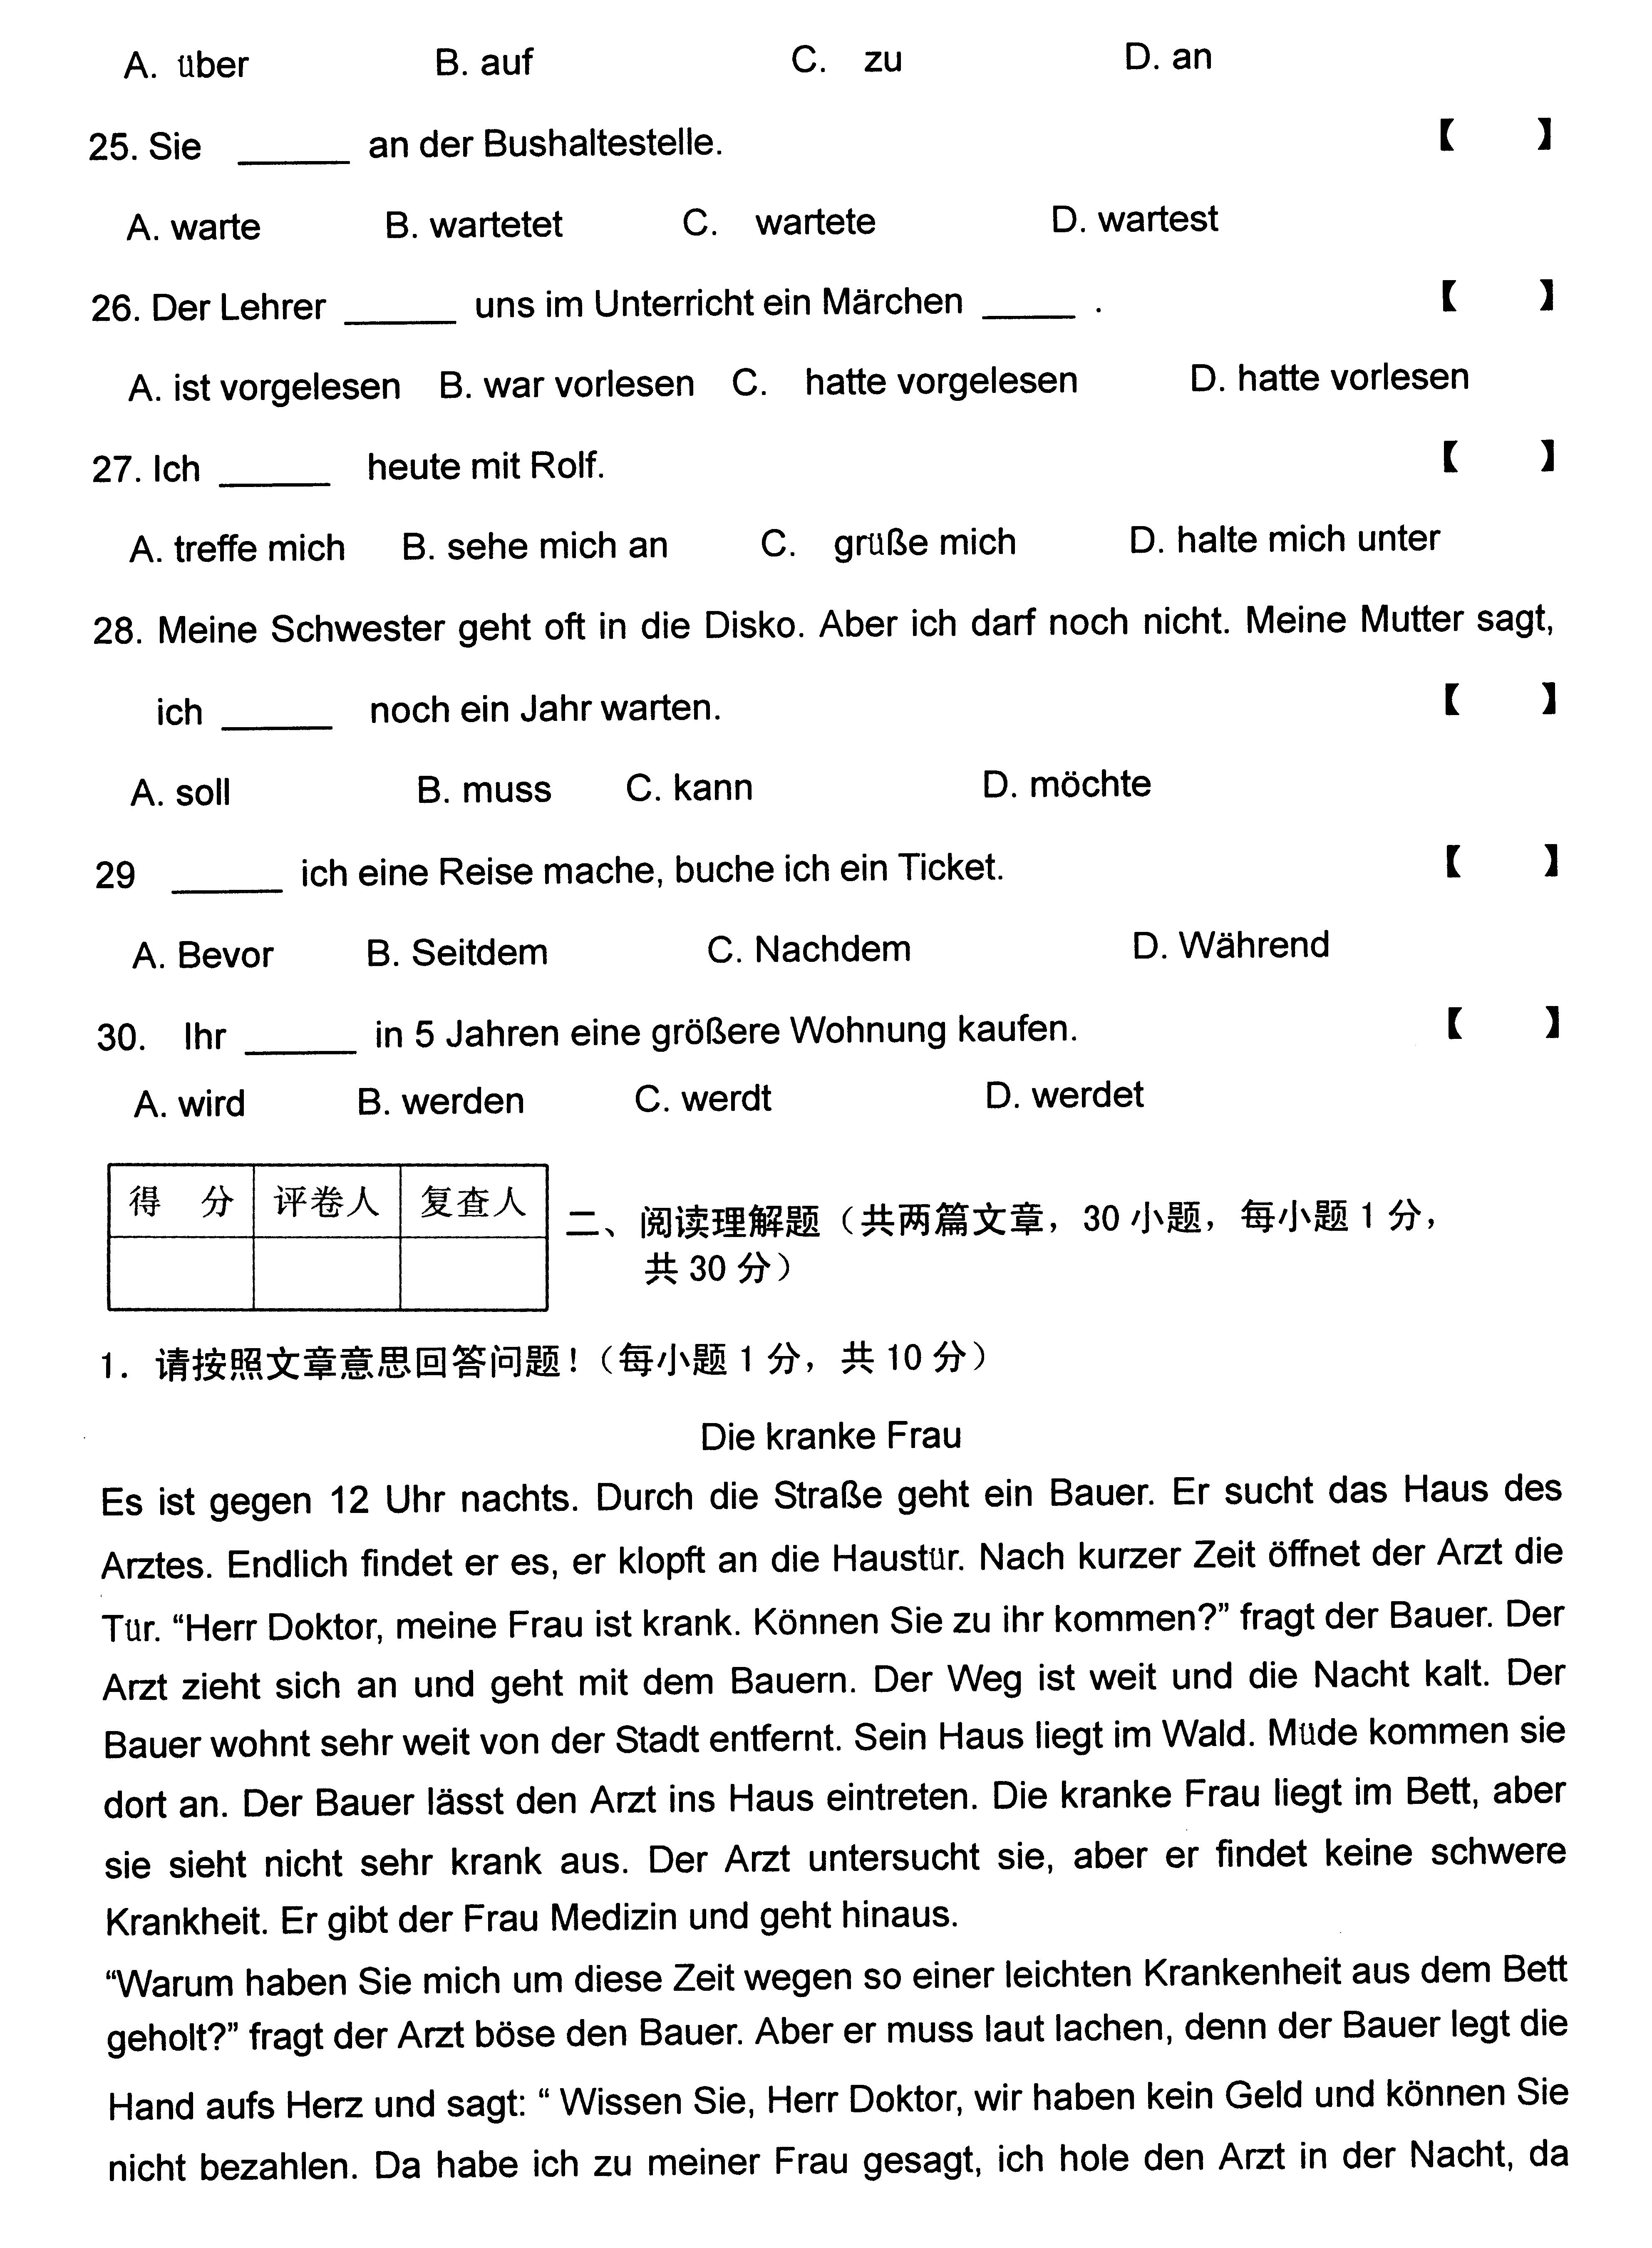 A. über B. auf C. zu D. an
25. Sie ______ an der Bushaltestelle. 【 】
A. warte B. wartetet C. wartete D. wartest
26. Der Lehrer ______ uns im Unterricht ein Märchen _____ . 【 】
A. ist vorgelesen B. war vorlesen C. hatte vorgelesen D. hatte vorlesen
27. Ich ______ heute mit Rolf. 【 】
A. treffe mich B. sehe mich an C. grüße mich D. halte mich unter
28. Meine Schwester geht oft in die Disko. Aber ich darf noch nicht. Meine Mutter sagt,
ich ______ noch ein Jahr warten. 【 】
A. soll B. muss C. kann D. möchte
29 ______ ich eine Reise mache, buche ich ein Ticket. 【 】
A. Bevor B. Seitdem C. Nachdem D. Während
30. Ihr ______ in 5 Jahren eine größere Wohnung kaufen. 【 】
A. wird B. werden C. werdt D. werdet
得 分 评卷人 复查人
二、阅读理解题（共两篇文章，30 小题，每小题 1 分，
共 30 分）
1. 请按照文章意思回答问题！（每小题 1 分，共 10 分）
Die kranke Frau
Es ist gegen 12 Uhr nachts. Durch die Straße geht ein Bauer. Er sucht das Haus des
Arztes. Endlich findet er es, er klopft an die Haustür. Nach kurzer Zeit öffnet der Arzt die
Tür. “Herr Doktor, meine Frau ist krank. Können Sie zu ihr kommen?” fragt der Bauer. Der
Arzt zieht sich an und geht mit dem Bauern. Der Weg ist weit und die Nacht kalt. Der
Bauer wohnt sehr weit von der Stadt entfernt. Sein Haus liegt im Wald. Müde kommen sie
dort an. Der Bauer lässt den Arzt ins Haus eintreten. Die kranke Frau liegt im Bett, aber
sie sieht nicht sehr krank aus. Der Arzt untersucht sie, aber er findet keine schwere
Krankheit. Er gibt der Frau Medizin und geht hinaus.
“Warum haben Sie mich um diese Zeit wegen so einer leichten Krankenheit aus dem Bett
geholt?” fragt der Arzt böse den Bauer. Aber er muss laut lachen, denn der Bauer legt die
Hand aufs Herz und sagt: “ Wissen Sie, Herr Doktor, wir haben kein Geld und können Sie
nicht bezahlen. Da habe ich zu meiner Frau gesagt, ich hole den Arzt in der Nacht, da